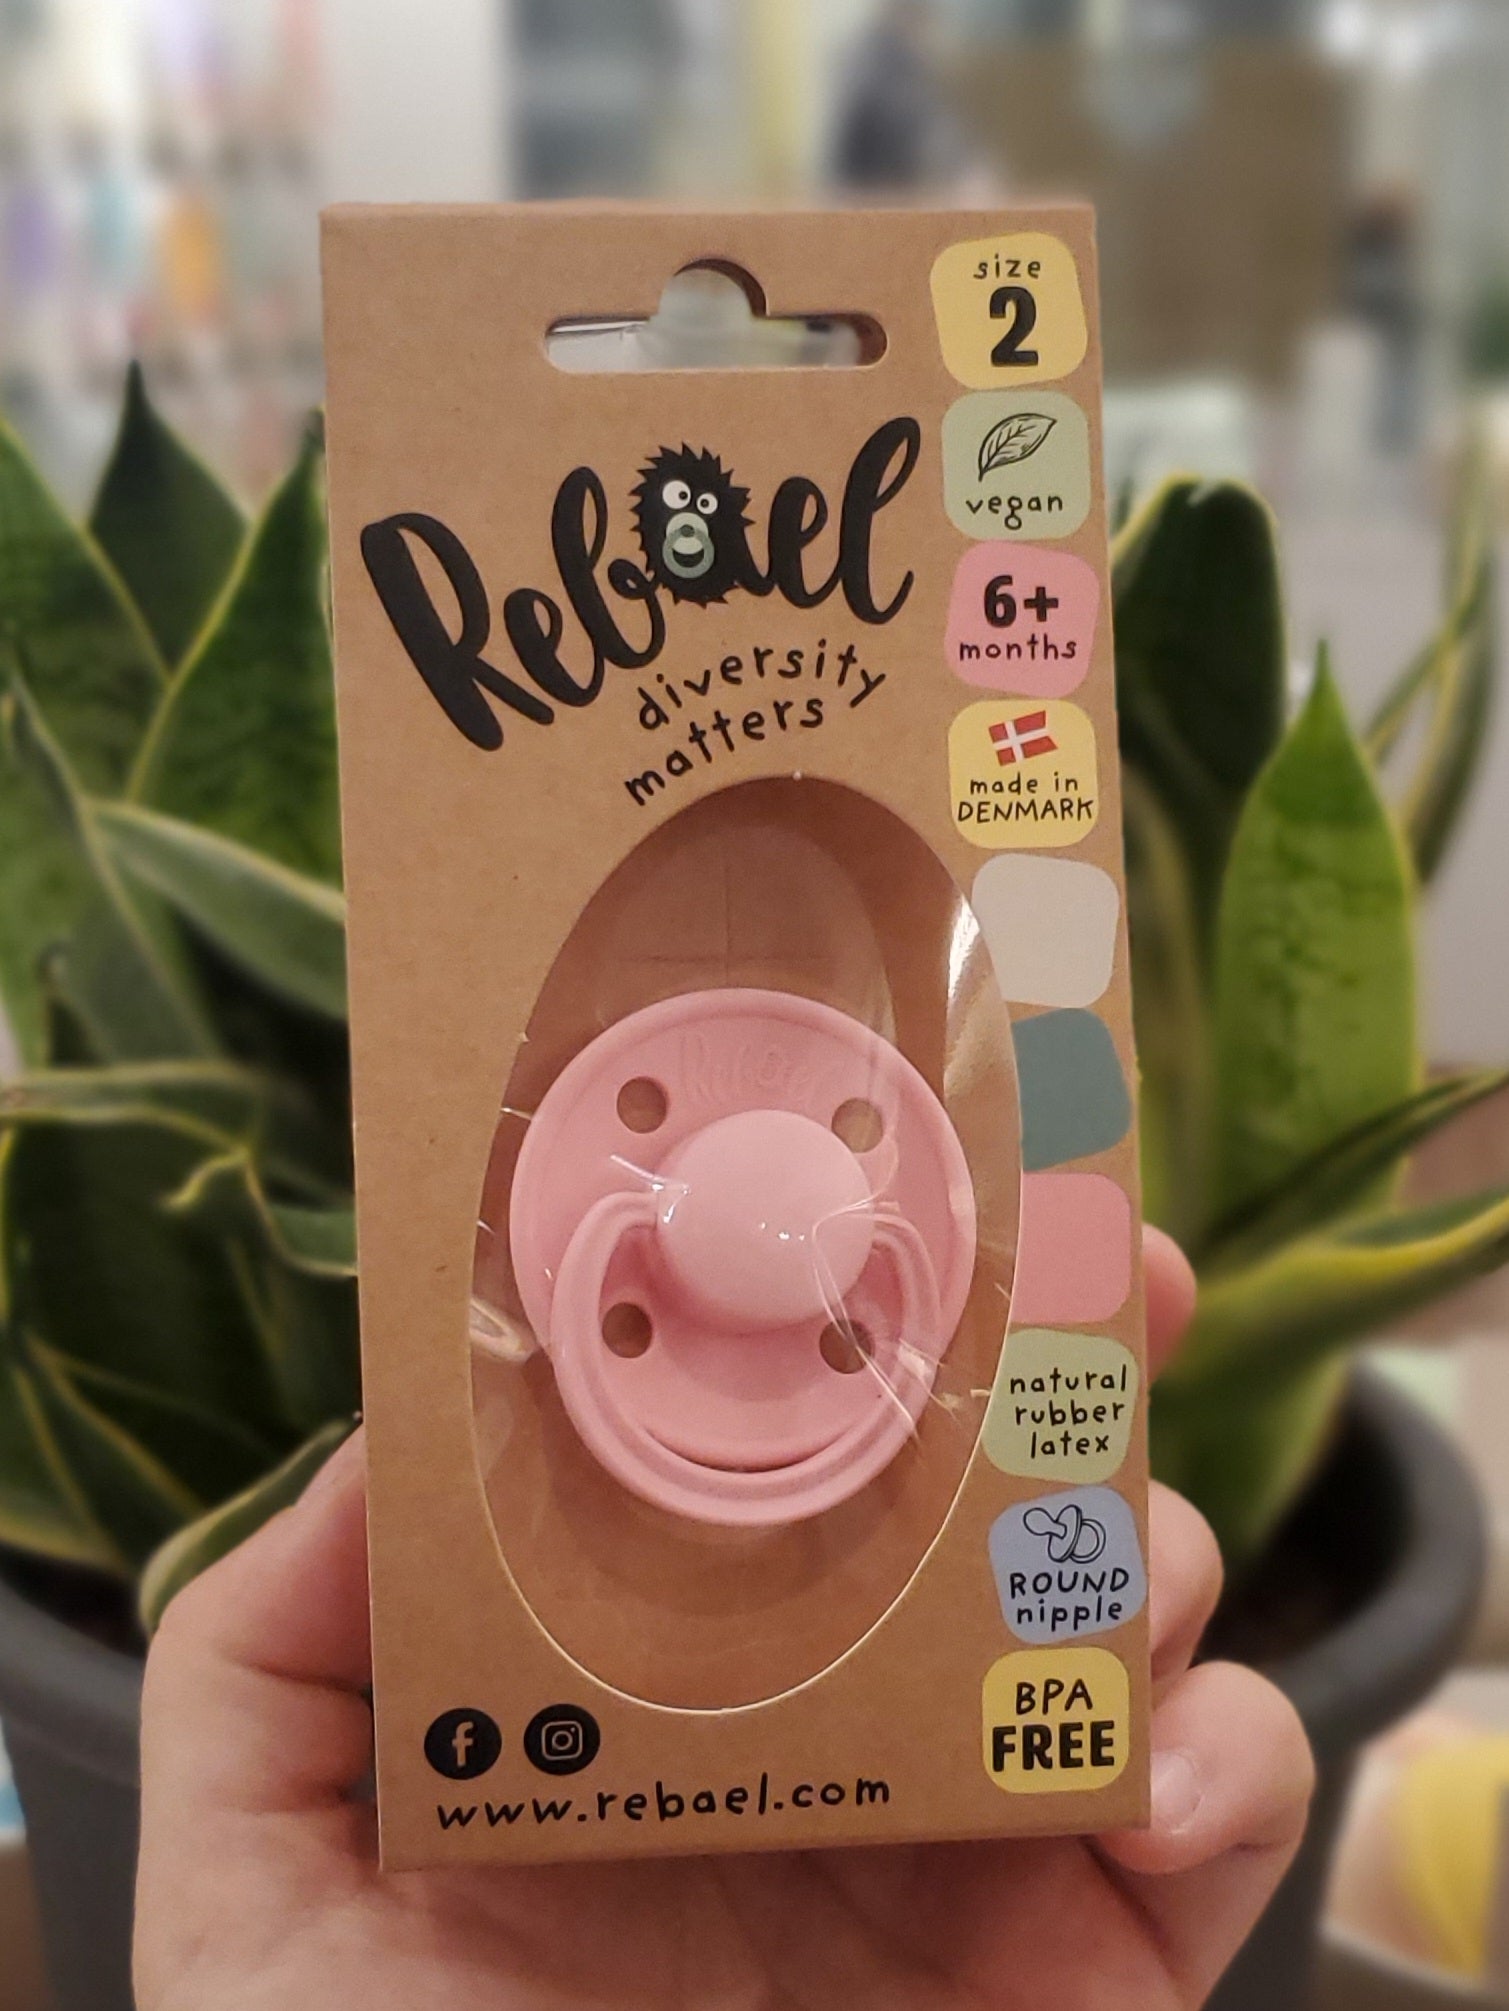 size
2
vegan
Rebael
diversity
matters
6+
months
made in
DENMARK
Rebael
natural
rubber
latex
ROUND
nipple
BPA
FREE
www.rebael.com